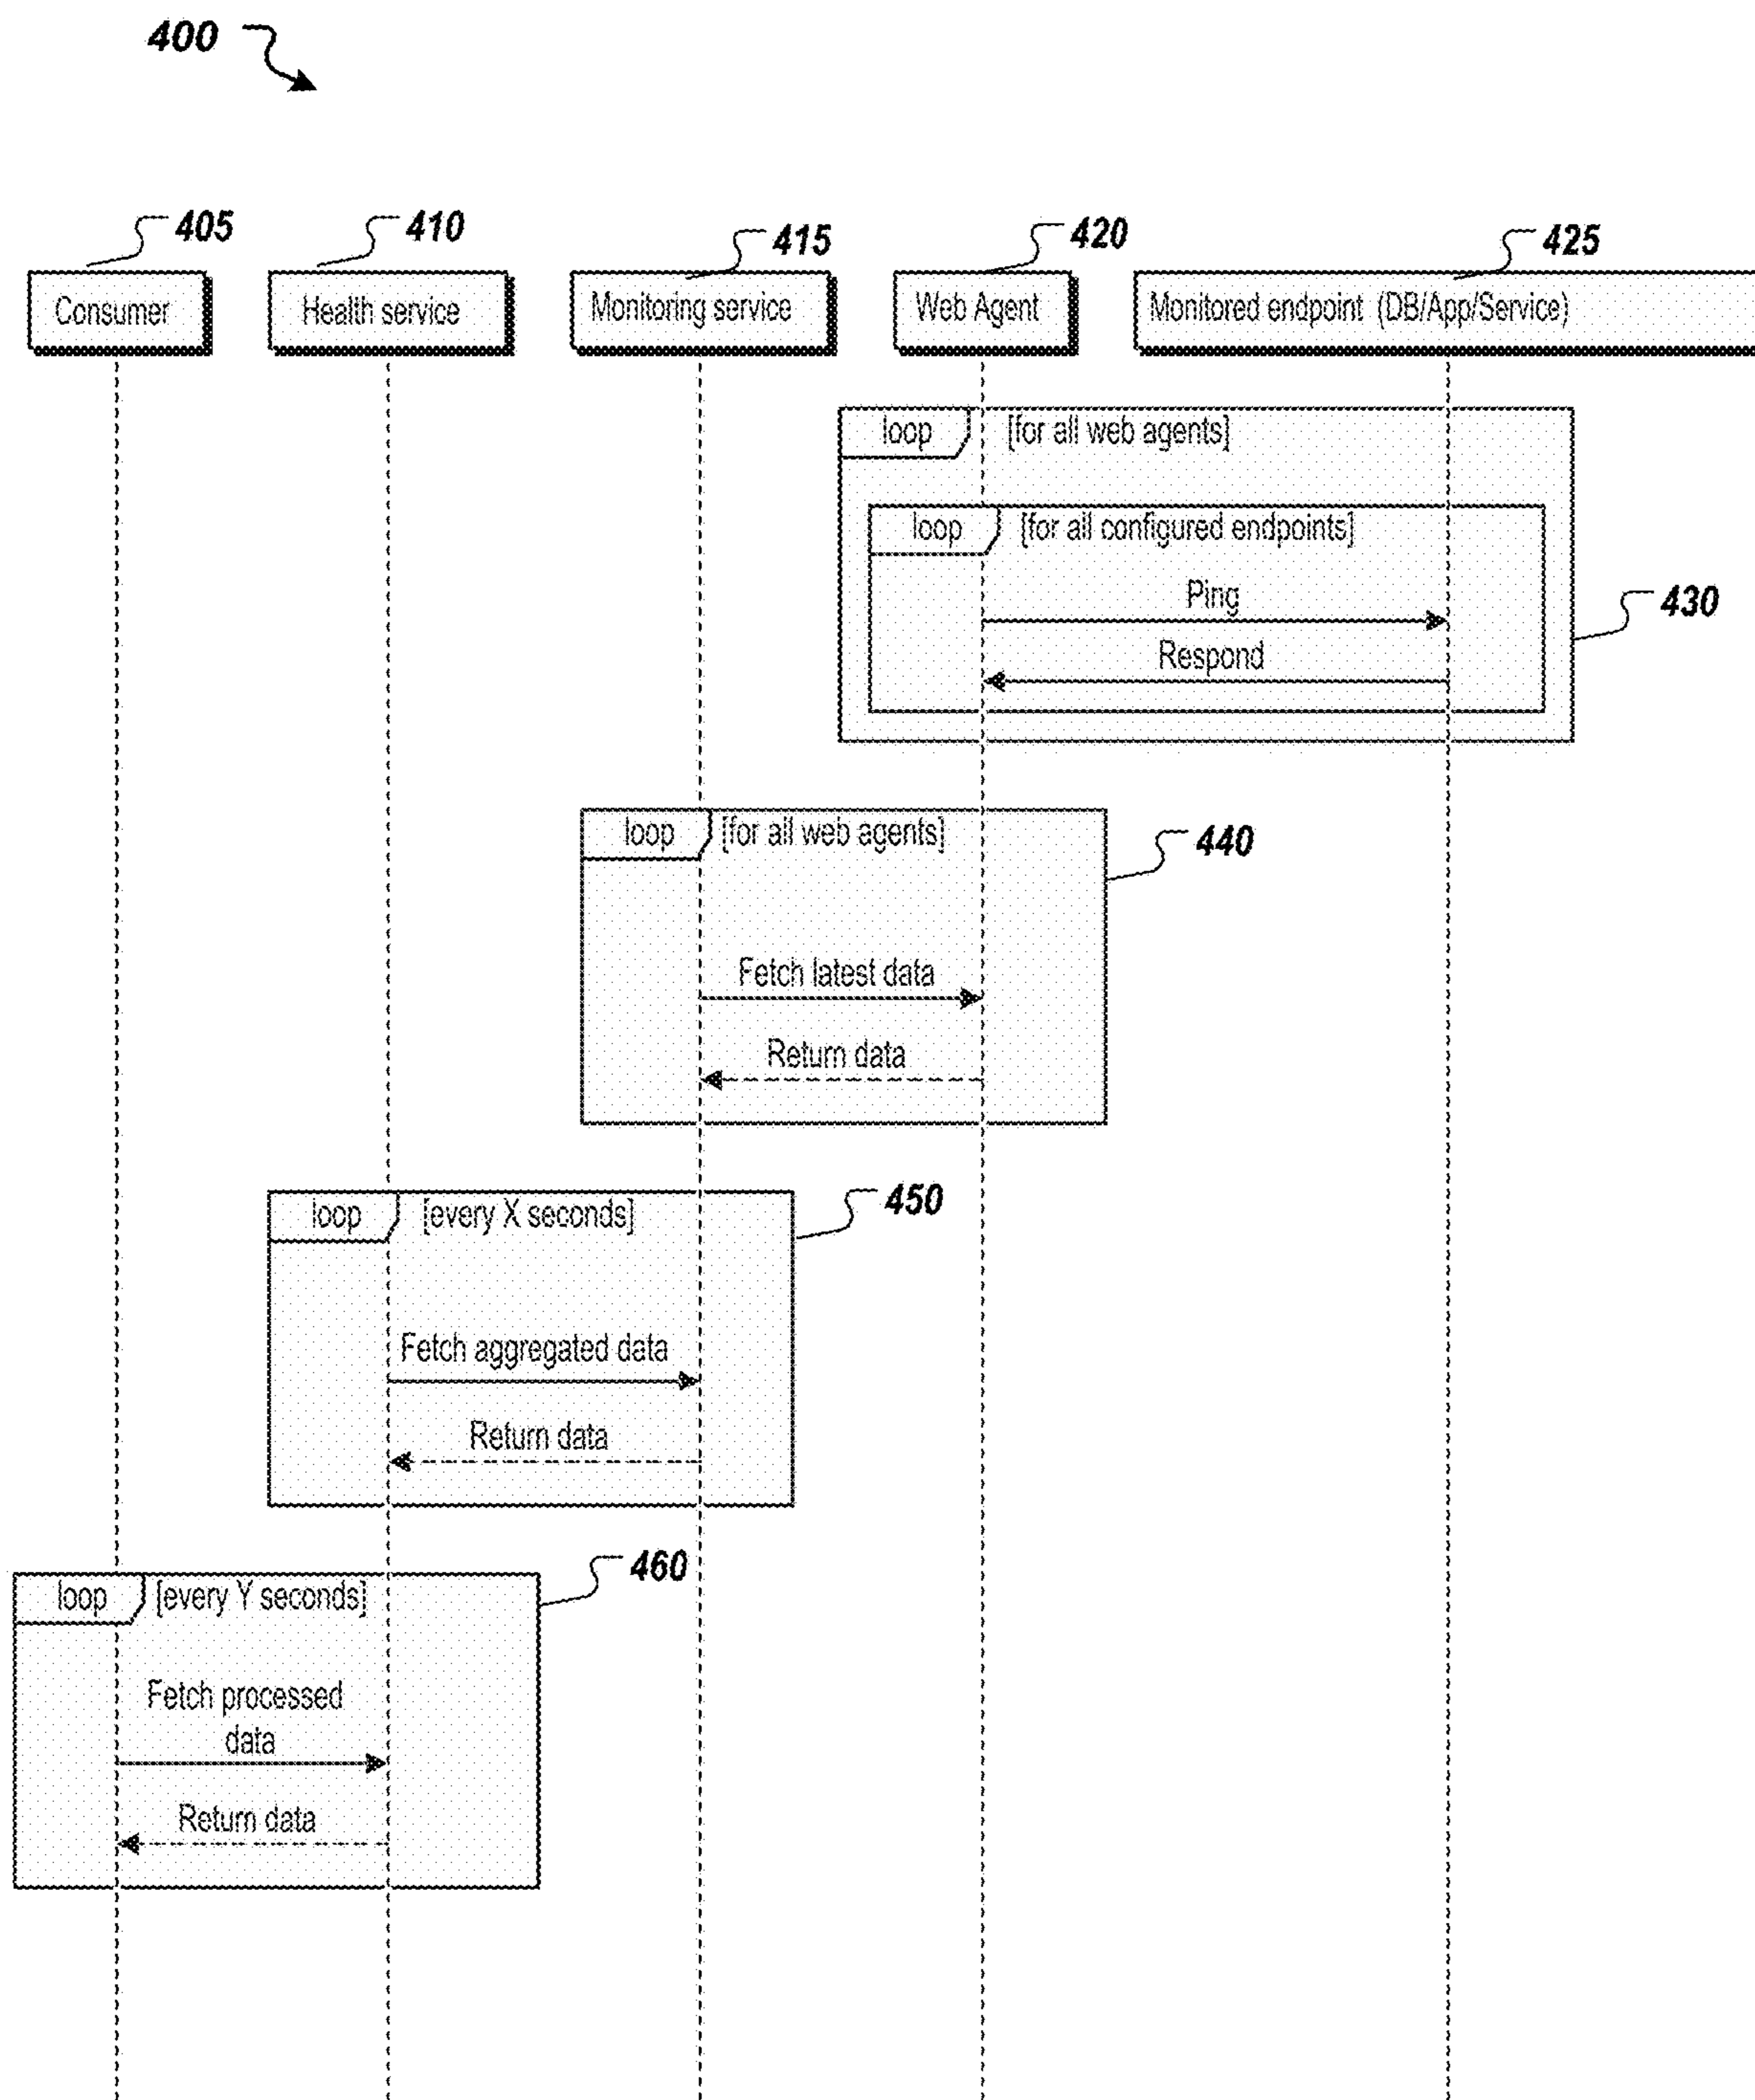 400
405
410
415
420
425
Consumer
Health service
Monitoring service
Web Agent
Monitored endpoint (DB/App/Service)
loop [for all web agents]
loop [for all configured endpoints]
Ping
430
Respond
loop [for all web agents]
440
Fetch latest data
Return data
loop [every X seconds]
450
Fetch aggregated data
Return data
460
loop [every Y seconds]
Fetch processed
data
Return data